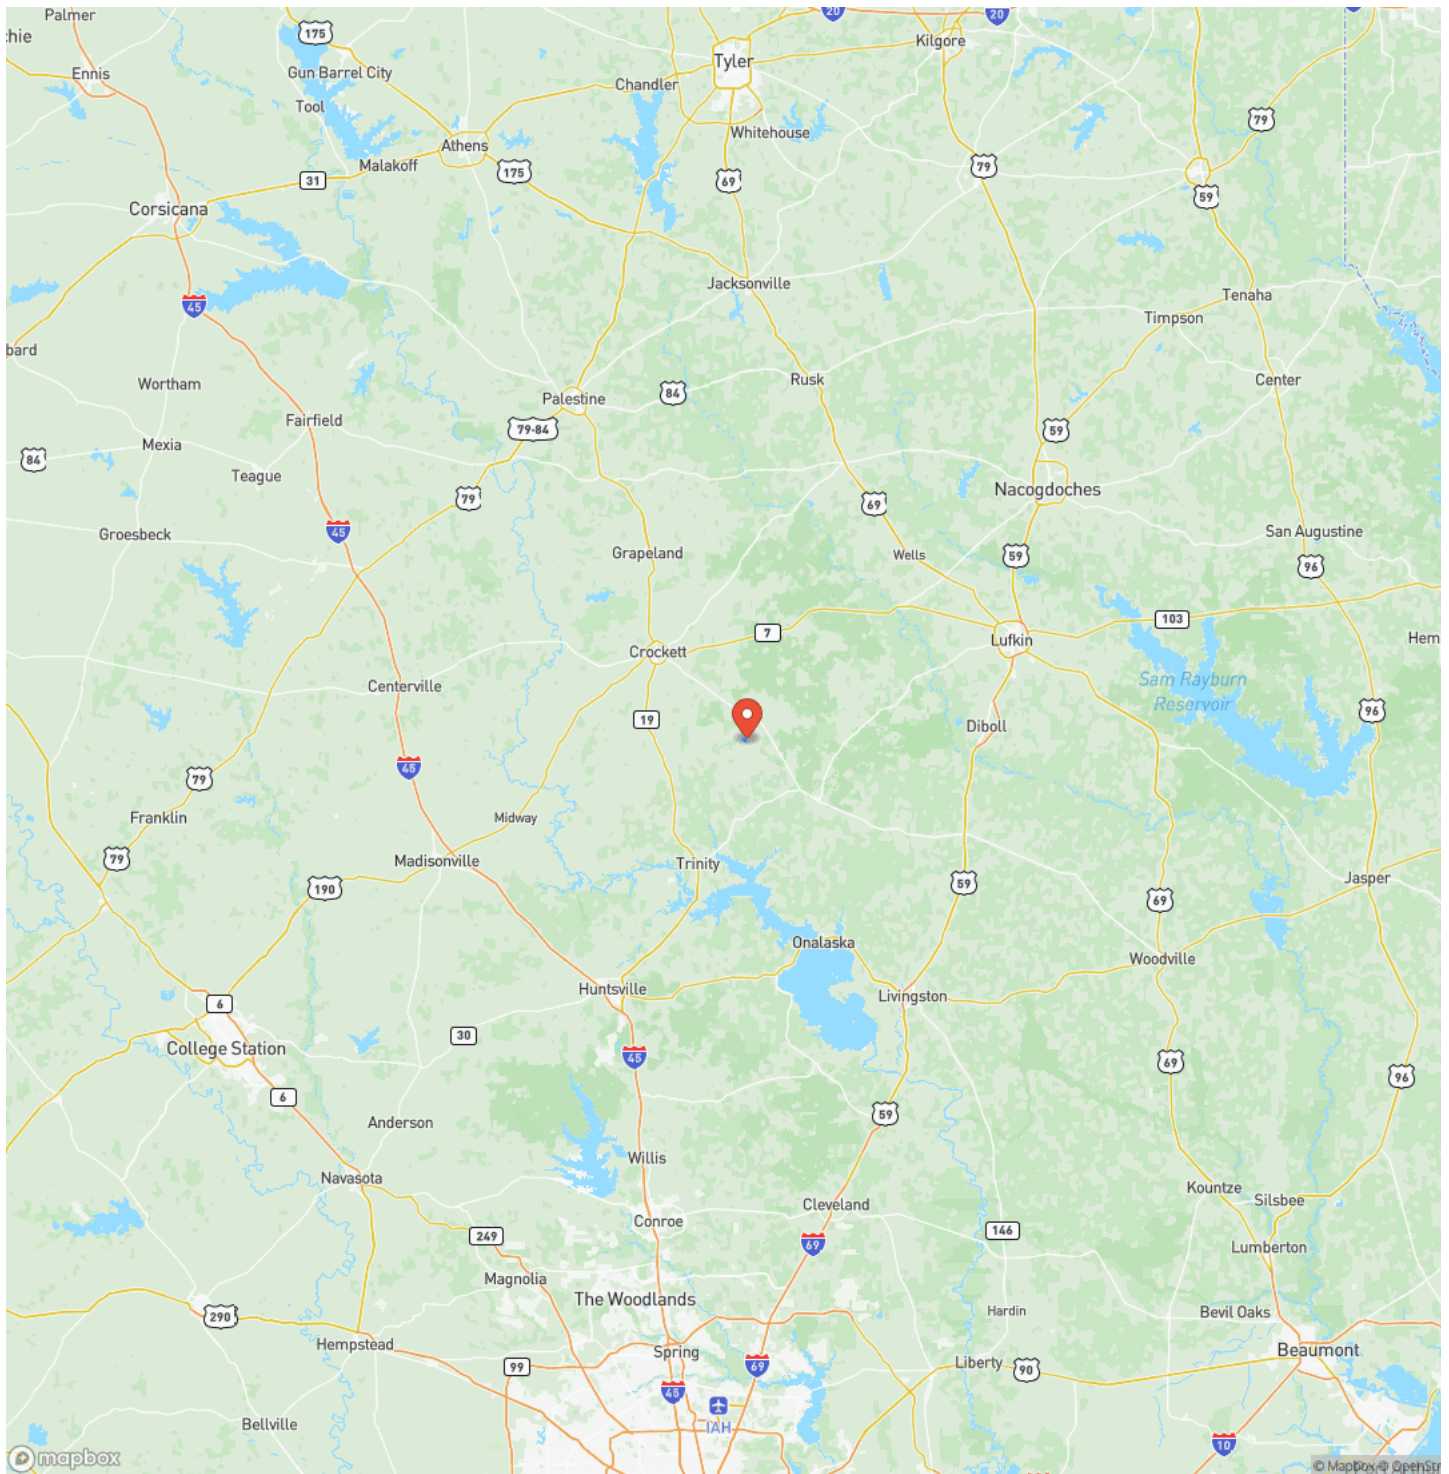 Palmer
20
20
175
Kilgore
chie
Ennis
Gun Barrel City
Tyler
Chandler
Tool
79
Whitehouse
Athens
Malakoff
175
79
31
69
59
Corsicana
Jacksonville
Tenaha
45
Timpson
bard
Wortham
Rusk
Center
84
Palestine
Fairfield
79-84
59
Mexia
84
Teague
Nacogdoches
79
69
45
Groesbeck
San Augustine
Grapeland
Wells
59
96
7
103
Crockett
Lufkin
Hem
Centerville
Sam Rayburn
Reservoir
19
96
Diboll
45
79
Franklin
Midway
79
Madisonville
Trinity
190
59
Jasper
69
Onalaska
Woodville
Huntsville
Livingston
6
30
College Station
45
69
96
6
59
Anderson
Willis
Navasota
Kountze
Silsbee
Cleveland
Conroe
249
146
69
Lumberton
Magnolia
The Woodlands
290
Hardin
Bevil Oaks
Hempstead
Spring
Beaumont
99
69
Liberty
90
45
IAH
Bellville
10
mapbox
© Mapbox © OpenStr